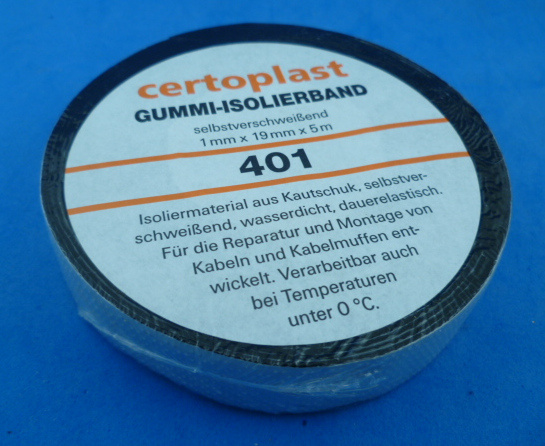 certoplast
GUMMI-ISOLIERBAND
selbstverschweißend
1 mm x 19 mm x 5 m
401
Isoliermaterial aus Kautschuk, selbstver-
schweißend, wasserdicht, dauerelastisch.
Für die Reparatur und Montage von
Kabeln und Kabelmuffen ent-
wickelt. Verarbeitbar auch
bei Temperaturen
unter 0 °C.